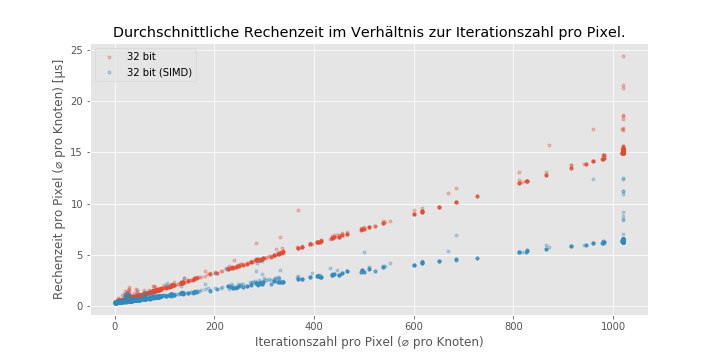 Durchschnittliche Rechenzeit im Verhältnis zur Iterationszahl pro Pixel.
32 bit
32 bit (SIMD)
Rechenzeit pro Pixel (⌀ pro Knoten) [µs]
25
20
15
10
5
0
0 200 400 600 800 1000
Iterationszahl pro Pixel (⌀ pro Knoten)